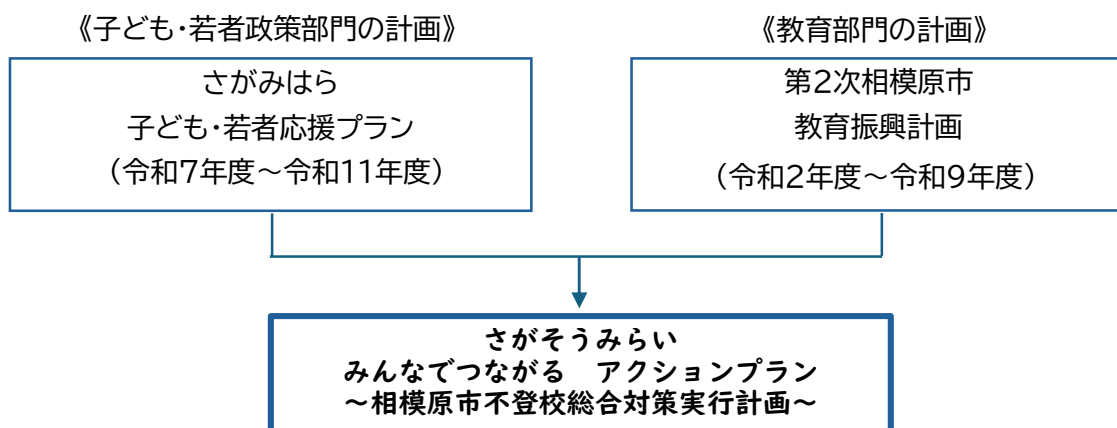 《子ども・若者政策部門の計画》
さがみはら
子ども・若者応援プラン
（令和7年度～令和11年度）
《教育部門の計画》
第2次相模原市
教育振興計画
（令和2年度～令和9年度）
さがそうみらい
みんなでつながる　アクションプラン
～相模原市不登校総合対策実行計画～